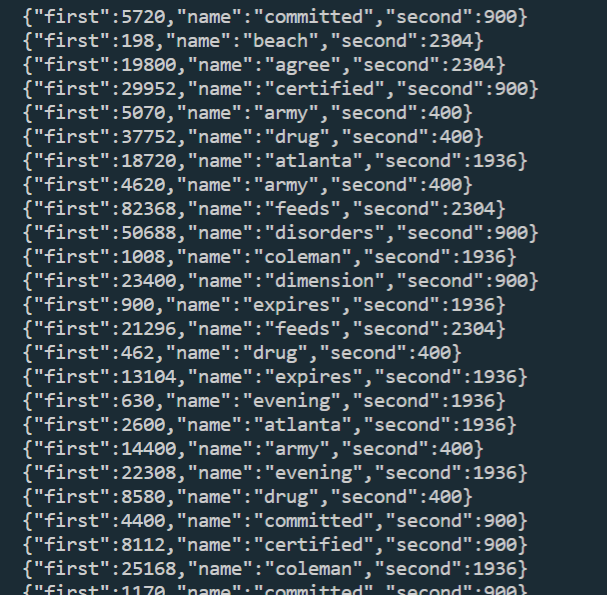 {"first":5720,"name":"committed","second":900}
{"first":198,"name":"beach","second":2304}
{"first":19800,"name":"agree","second":2304}
{"first":29952,"name":"certified","second":900}
{"first":5070,"name":"army","second":400}
{"first":37752,"name":"drug","second":400}
{"first":18720,"name":"atlanta","second":1936}
{"first":4620,"name":"army","second":400}
{"first":82368,"name":"feeds","second":2304}
{"first":50688,"name":"disorders","second":900}
{"first":1008,"name":"coleman","second":1936}
{"first":23400,"name":"dimension","second":900}
{"first":900,"name":"expires","second":1936}
{"first":21296,"name":"feeds","second":2304}
{"first":462,"name":"drug","second":400}
{"first":13104,"name":"expires","second":1936}
{"first":630,"name":"evening","second":1936}
{"first":2600,"name":"atlanta","second":1936}
{"first":14400,"name":"army","second":400}
{"first":22308,"name":"evening","second":1936}
{"first":8580,"name":"drug","second":400}
{"first":4400,"name":"committed","second":900}
{"first":8112,"name":"certified","second":900}
{"first":25168,"name":"coleman","second":1936}
{"first":1170,"name":"committed","second":900}